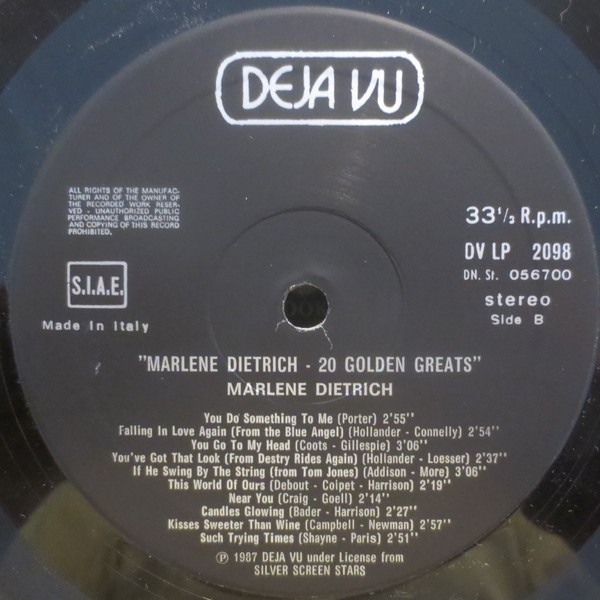 DEJA VU
ALL RIGHTS OF THE MANUFAC-
TURER AND OF THE OWNER OF
THE RECORDED WORK RESER-
VED - UNAUTHORIZED PUBLIC
PERFORMANCE BROADCASTING
AND COPYING OF THIS RECORD
PROHIBITED.
33 1/3 R.p.m.
DV LP 2098
DN. St. 056700
stereo
Side B
S.I.A.E.
Made In Italy
"MARLENE DIETRICH - 20 GOLDEN GREATS"
MARLENE DIETRICH
You Do Something To Me (Porter) 2'55''
Falling In Love Again (From the Blue Angel) (Hollander - Connelly) 2'54''
You Go To My Head (Coots - Gillespie) 3'06''
You've Got That Look (From Destry Rides Again) (Hollander - Loesser) 2'37''
If He Swing By The String (from Tom Jones) (Addison - More) 3'06''
This World Of Ours (Debout - Colpet - Harrison) 2'19''
Near You (Craig - Goell) 2'14''
Candles Glowing (Bader - Harrison) 2'27''
Kisses Sweeter Than Wine (Campbell - Newman) 2'57''
Such Trying Times (Shayne - Paris) 2'51''
℗ 1987 DEJA VU under License from
SILVER SCREEN STARS